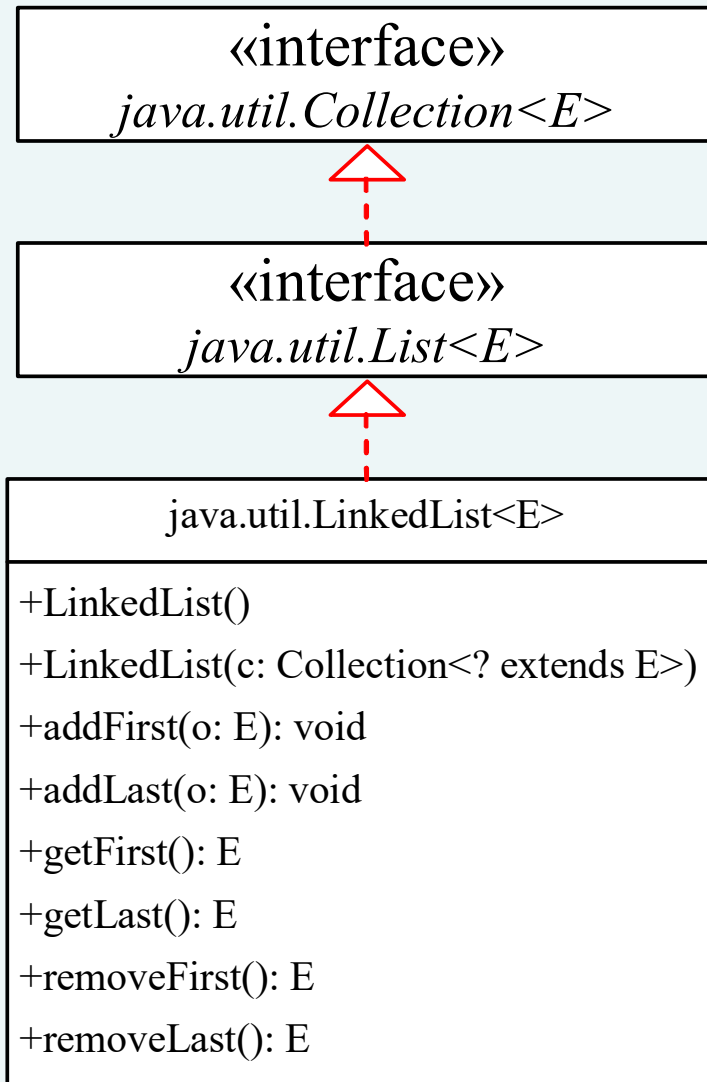 «interface»
java.util.Collection<E>
«interface»
java.util.List<E>
java.util.LinkedList<E>
+LinkedList()
+LinkedList(c: Collection<? extends E>)
+addFirst(o: E): void
+addLast(o: E): void
+getFirst(): E
+getLast(): E
+removeFirst(): E
+removeLast(): E